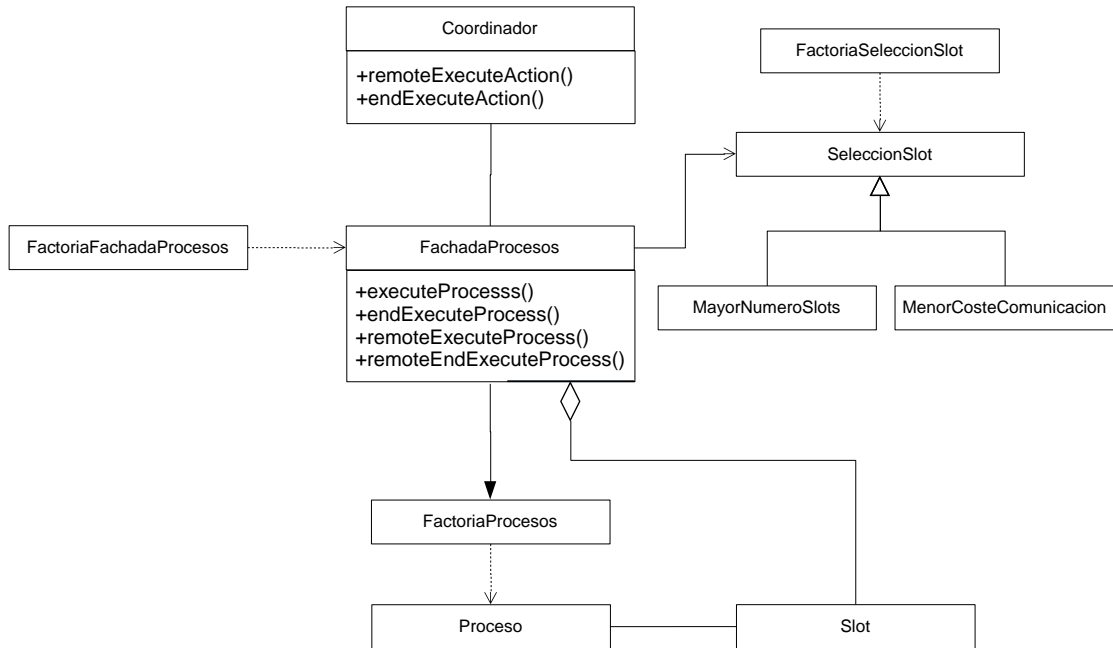 Coordinador
+remoteExecuteAction()
+endExecuteAction()
FactoriaSeleccionSlot
SeleccionSlot
FactoriaFachadaProcesos
FachadaProcesos
+executeProcesss()
+endExecuteProcess()
+remoteExecuteProcess()
+remoteEndExecuteProcess()
MayorNumeroSlots
MenorCosteComunicacion
FactoriaProcesos
Proceso
Slot